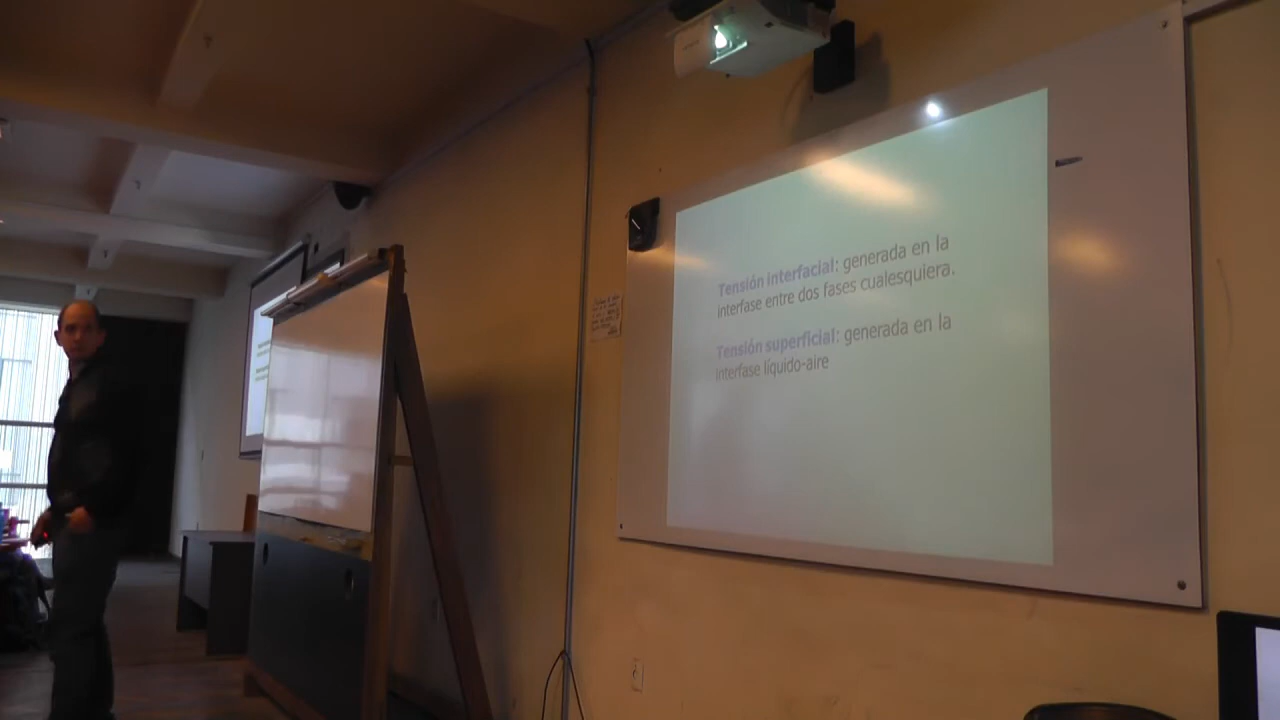 Tensión interfacial: generada en la
interfase entre dos fases cualesquiera.
Tensión superficial: generada en la
interfase líquido-aire